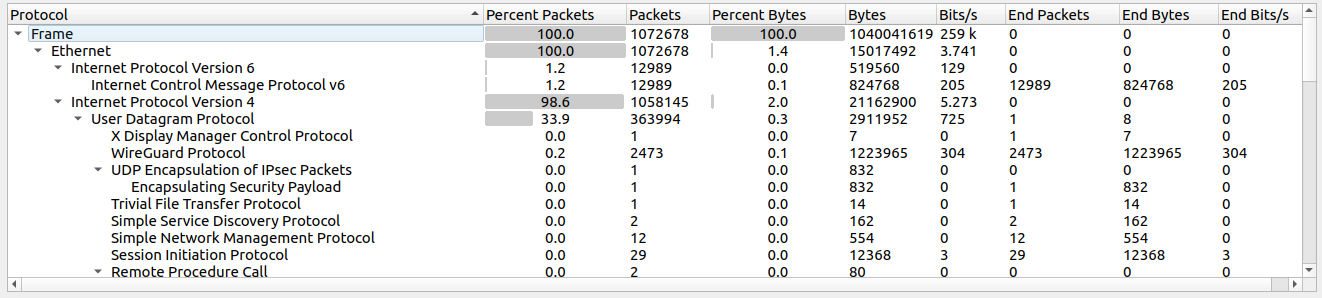 Protocol Percent Packets Packets Percent Bytes Bytes Bits/s End Packets End Bytes End Bits/s
Frame 100.0 1072678 100.0 1040041619 259 k 0 0 0
Ethernet 100.0 1072678 1.4 15017492 3.741 0 0 0
Internet Protocol Version 6 1.2 12989 0.0 519560 129 0 0 0
Internet Control Message Protocol v6 1.2 12989 0.1 824768 205 12989 824768 205
Internet Protocol Version 4 98.6 1058145 2.0 21162900 5.273 0 0 0
User Datagram Protocol 33.9 363994 0.3 2911952 725 1 8 0
X Display Manager Control Protocol 0.0 1 0.0 7 0 1 7 0
WireGuard Protocol 0.2 2473 0.1 1223965 304 2473 1223965 304
UDP Encapsulation of IPsec Packets 0.0 1 0.0 832 0 0 0 0
Encapsulating Security Payload 0.0 1 0.0 832 0 1 832 0
Trivial File Transfer Protocol 0.0 1 0.0 14 0 1 14 0
Simple Service Discovery Protocol 0.0 2 0.0 162 0 2 162 0
Simple Network Management Protocol 0.0 12 0.0 554 0 12 554 0
Session Initiation Protocol 0.0 29 0.0 12368 3 29 12368 3
Remote Procedure Call 0.0 2 0.0 80 0 0 0 0